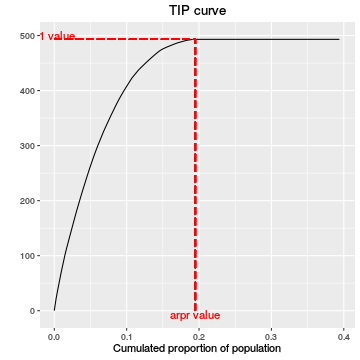 TIP curve
500
1 value
400
300
200
100
0
arpr value
0.0 0.1 0.2 0.3 0.4
Cumulated proportion of population